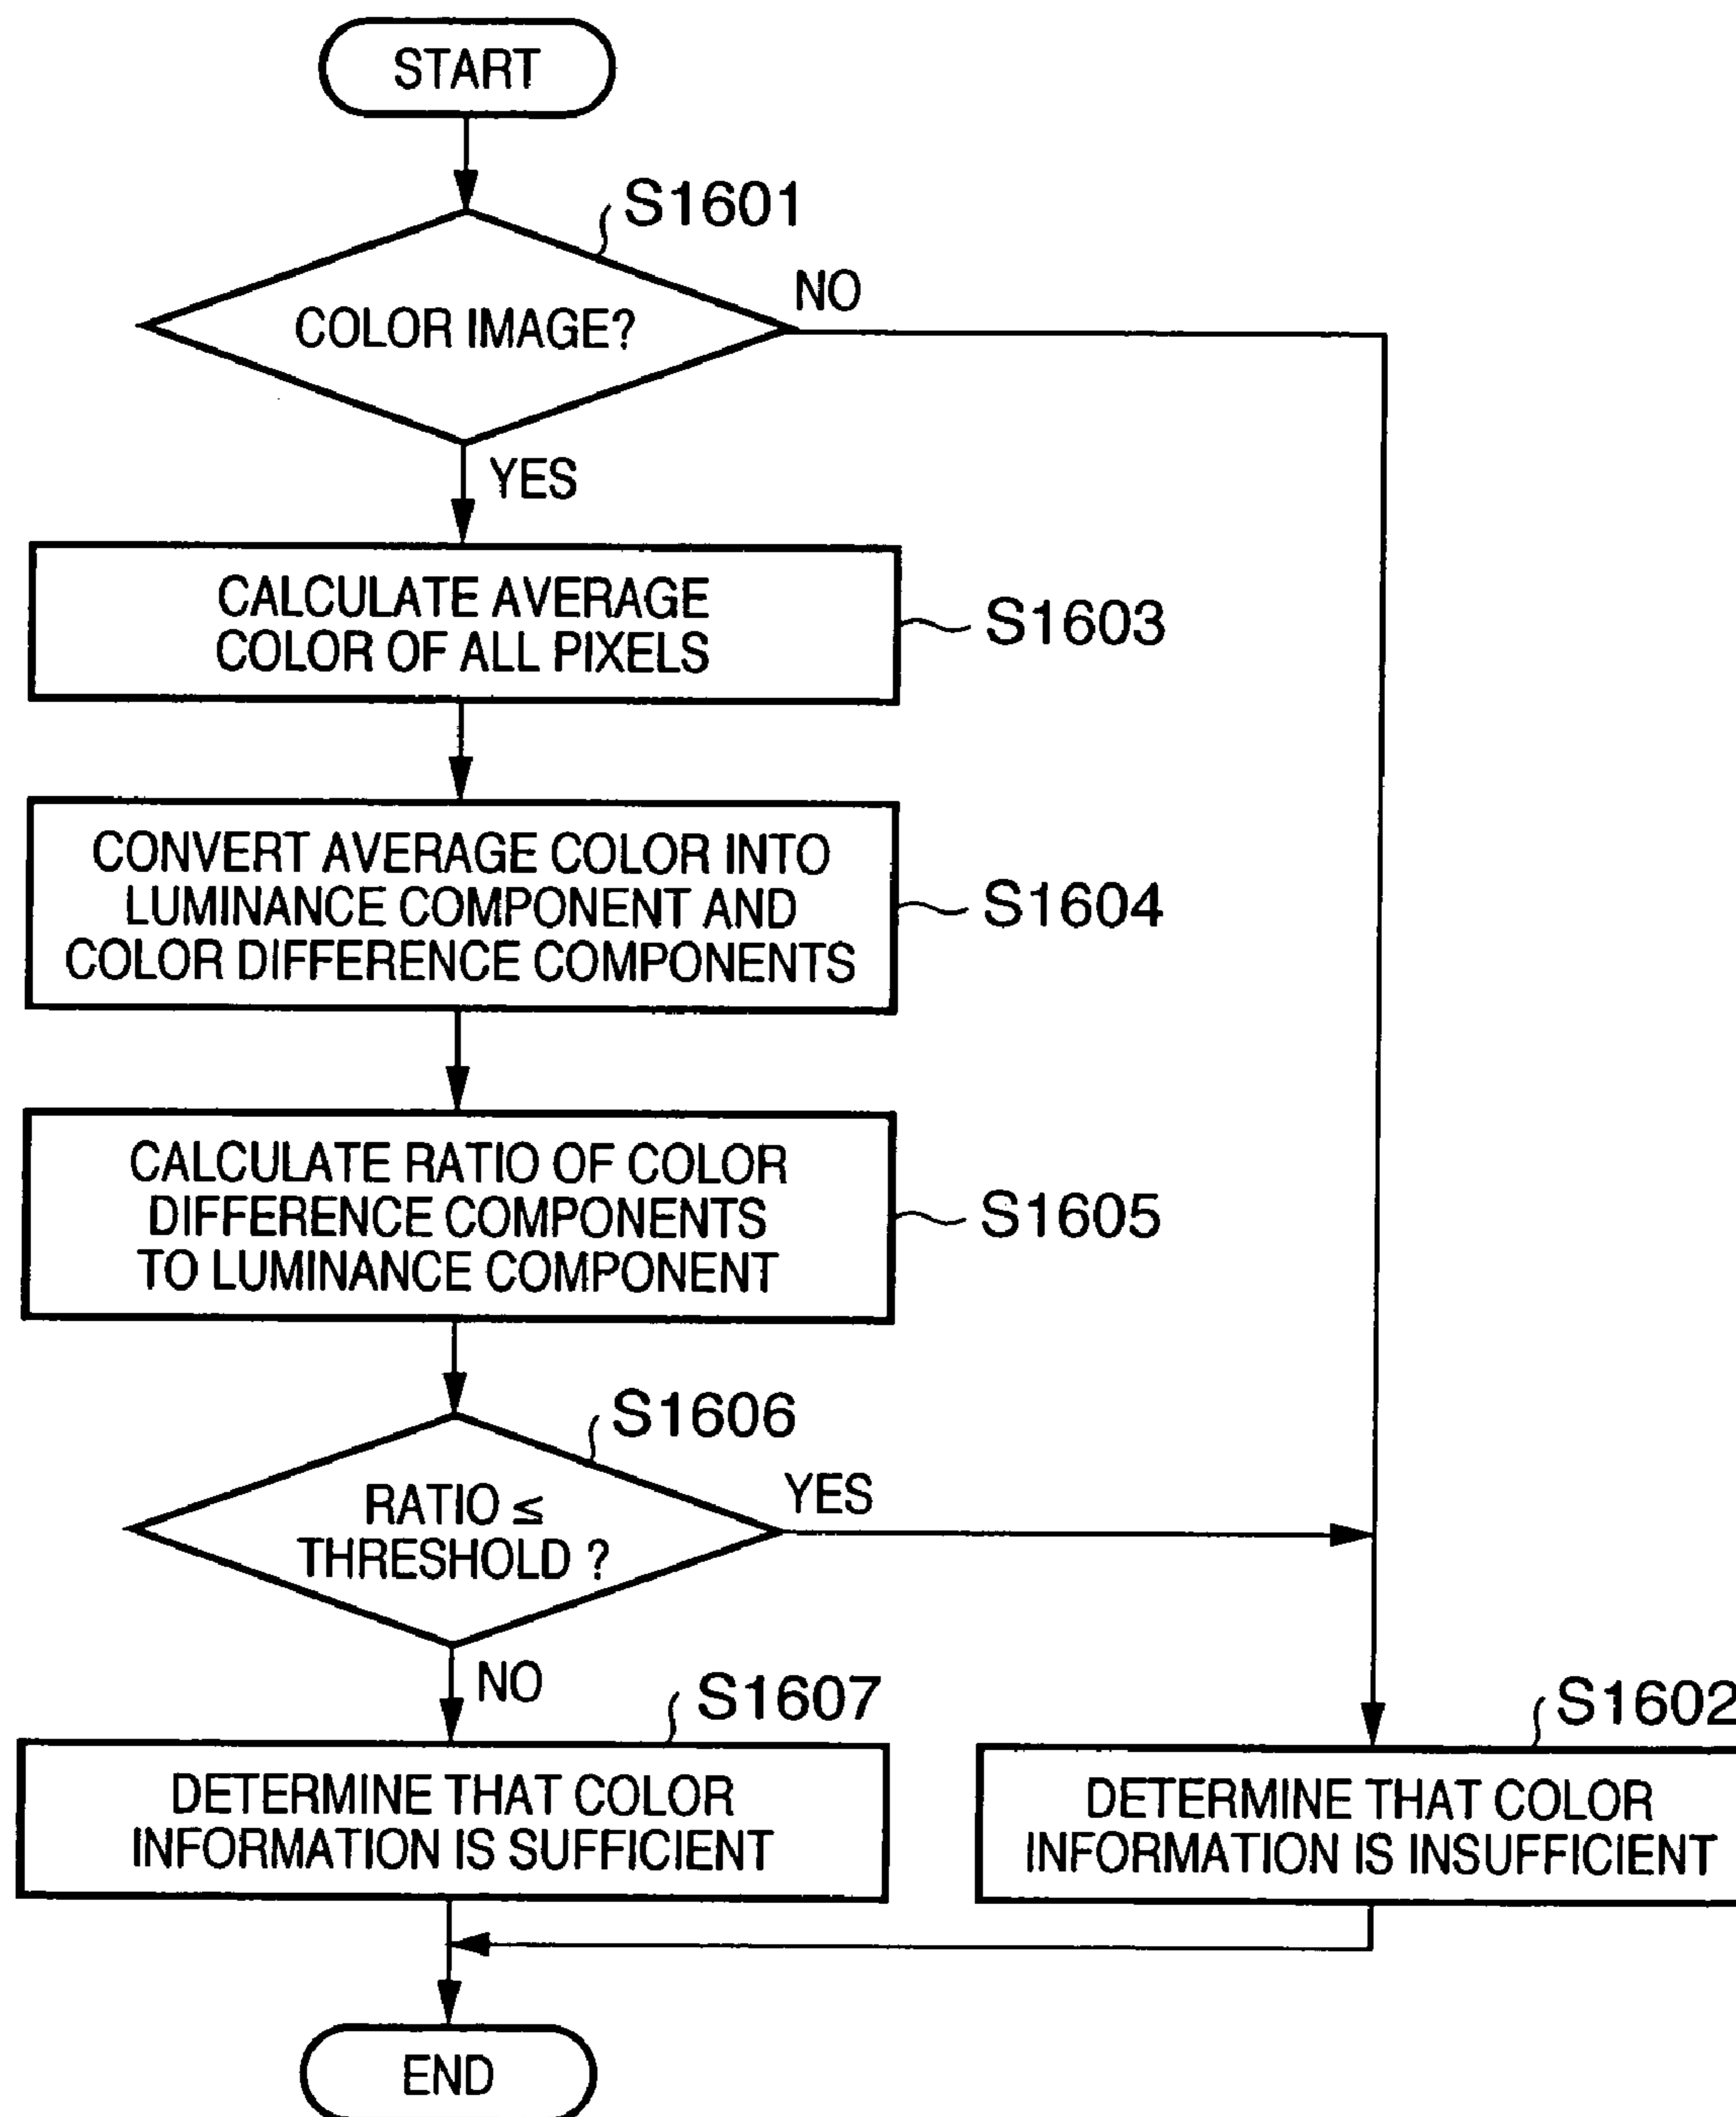 START
S1601
COLOR IMAGE?
NO
YES
CALCULATE AVERAGE
COLOR OF ALL PIXELS
S1603
CONVERT AVERAGE COLOR INTO
LUMINANCE COMPONENT AND
COLOR DIFFERENCE COMPONENTS
S1604
CALCULATE RATIO OF COLOR
DIFFERENCE COMPONENTS
TO LUMINANCE COMPONENT
S1605
S1606
RATIO ≤
THRESHOLD ?
YES
NO
S1607
DETERMINE THAT COLOR
INFORMATION IS SUFFICIENT
S1602
DETERMINE THAT COLOR
INFORMATION IS INSUFFICIENT
END